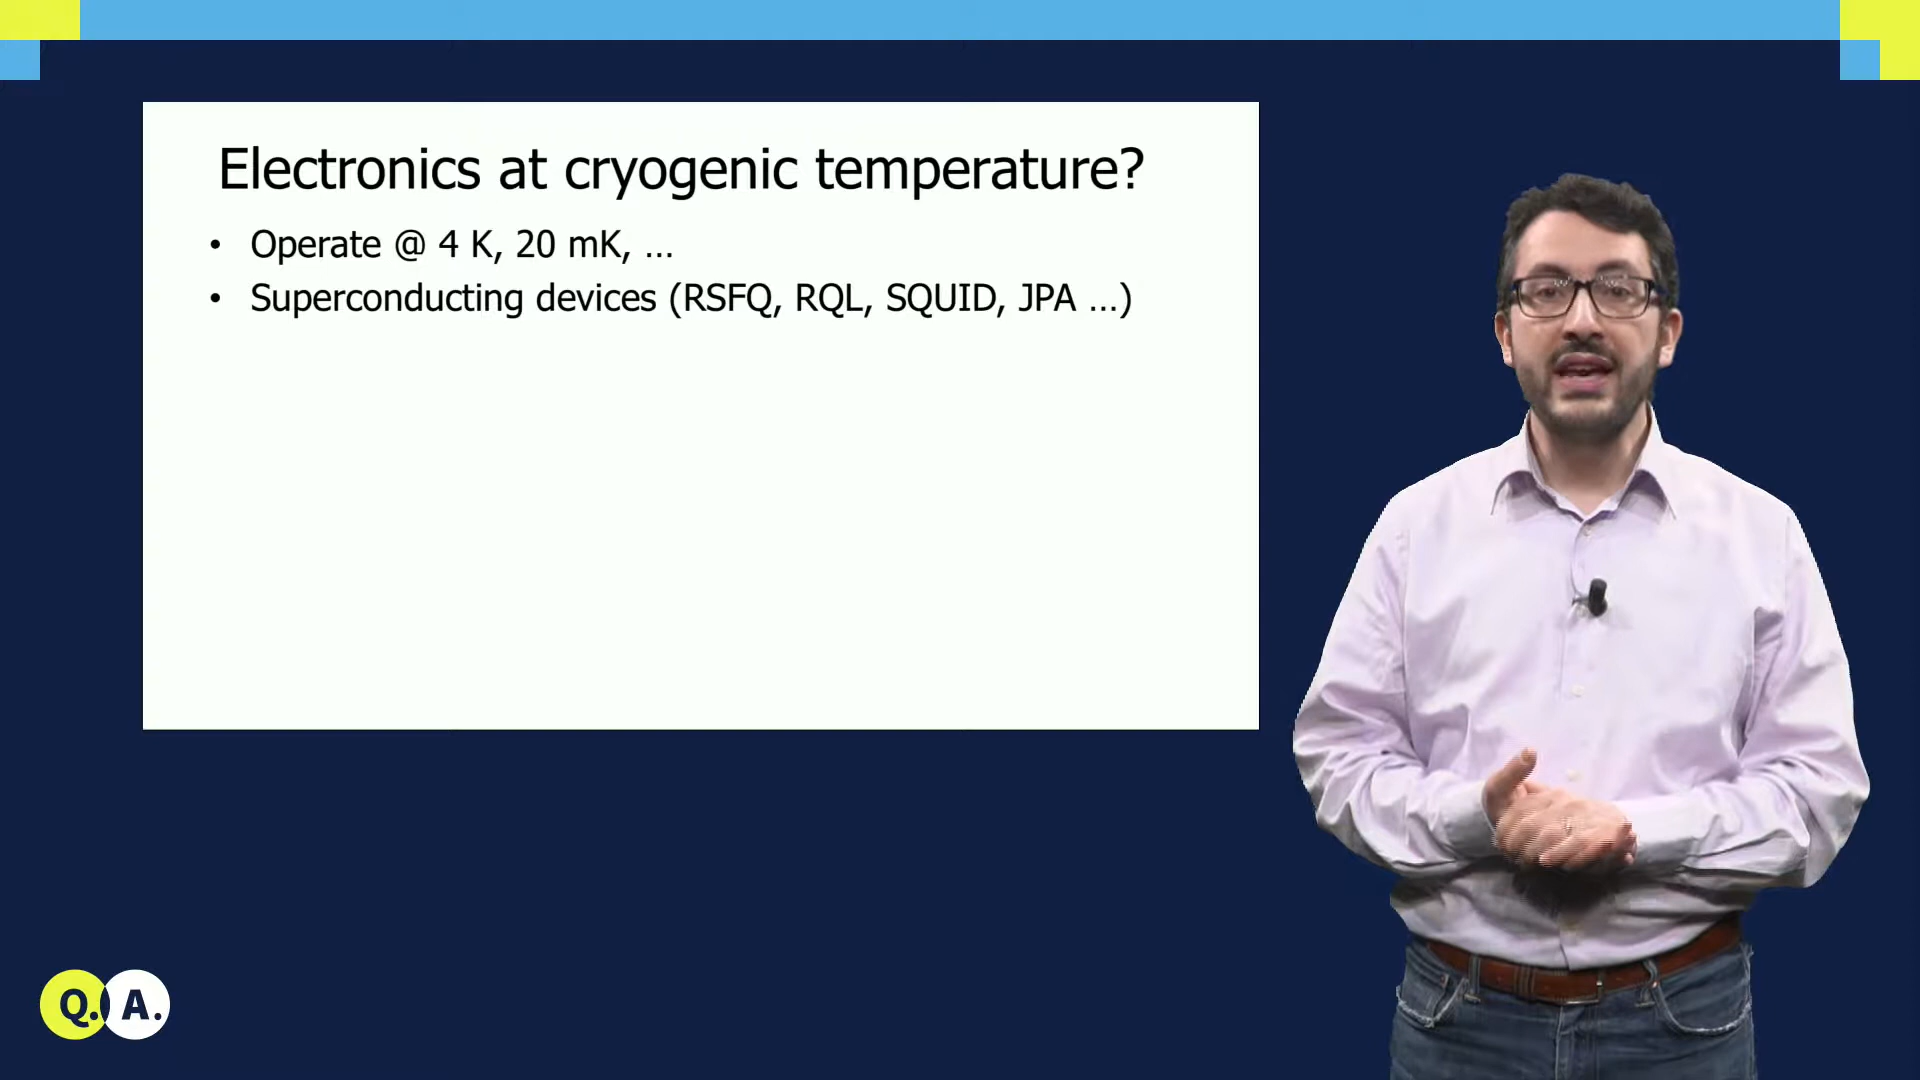 Electronics at cryogenic temperature?
• Operate @ 4 K, 20 mK, ...
• Superconducting devices (RSFQ, RQL, SQUID, JPA ...)
Q. A.